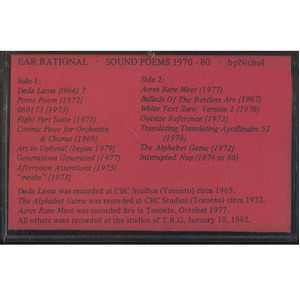 EAR RATIONAL · SOUND POEMS 1970 - 80 · bpNichol
Side 1:
Dada Lama (1966) †
Pome Poem (1972)
060173 (1973)
Eight Part Suite (1971)
Cosmic Piece for Orchestra
& Chorus (1969)
Art in Upheral (began 1979)
Generations Generated (1977)
Afternoon Attentions (1973)
"meetn" (1973)
Side 2:
Acres Rare Meet (1977)
Ballads Of The Restless Are (1967)
White Text Sure: Version 1 (1978)
Outsize Reference (1973)
Translating Translating Apollinaire 52
(1978)
The Alphabet Game (1972)
Interrupted Nap (1976 to 80)
Dada Lama was recorded at CBC Studios (Toronto) circa 1969.
The Alphabet Game was recorded at CBC Studios (Toronto) circa 1972.
Acres Rare Meet was recorded live in Toronto, October 1977.
All others were recorded at the studios of T.R.G. January 10, 1982.